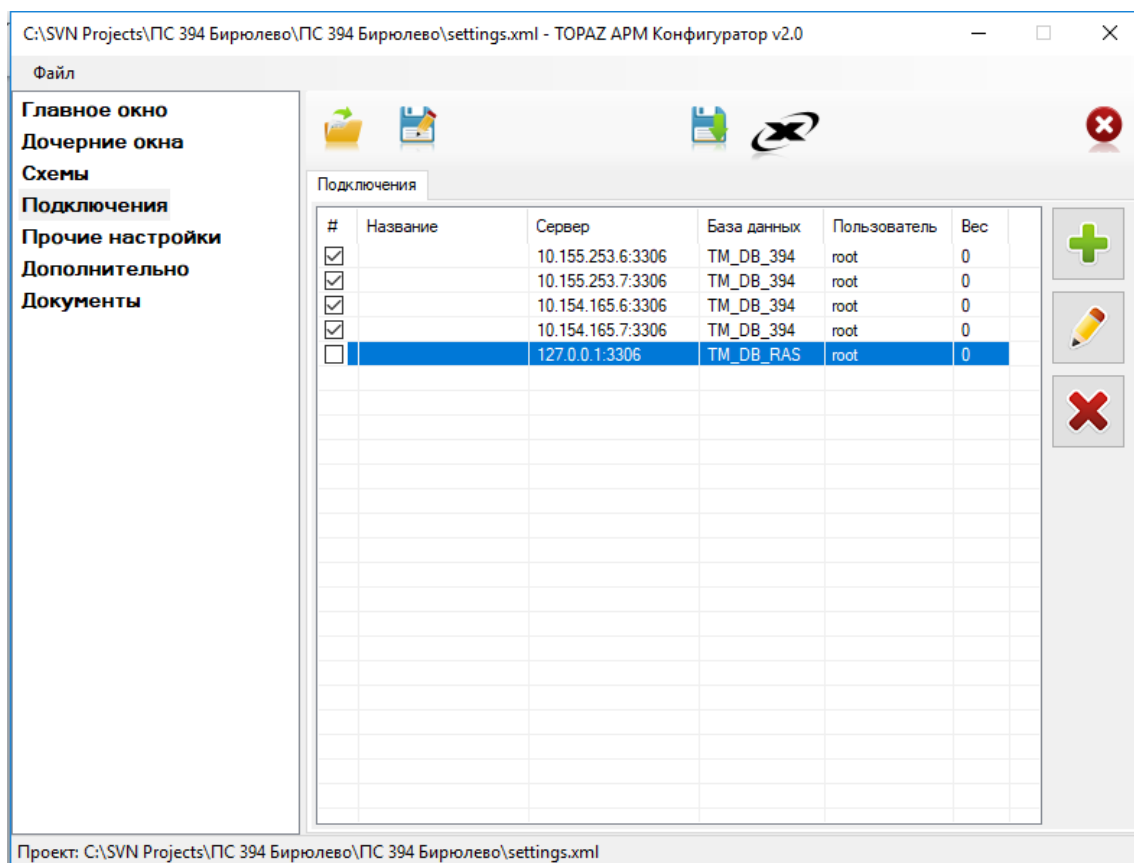 C:\SVN Projects\ПС 394 Бирюлево\ПС 394 Бирюлево\settings.xml - TOPAZ АРМ Конфигуратор v2.0
Файл
Главное окно
Дочерние окна
Схемы
Подключения
Прочие настройки
Дополнительно
Документы
Подключения
# Название Сервер База данных Пользователь Вес
10.155.253.6:3306 TM_DB_394 root 0
10.155.253.7:3306 TM_DB_394 root 0
10.154.165.6:3306 TM_DB_394 root 0
10.154.165.7:3306 TM_DB_394 root 0
127.0.0.1:3306 TM_DB_RAS root 0
Проект: C:\SVN Projects\ПС 394 Бирюлево\ПС 394 Бирюлево\settings.xml